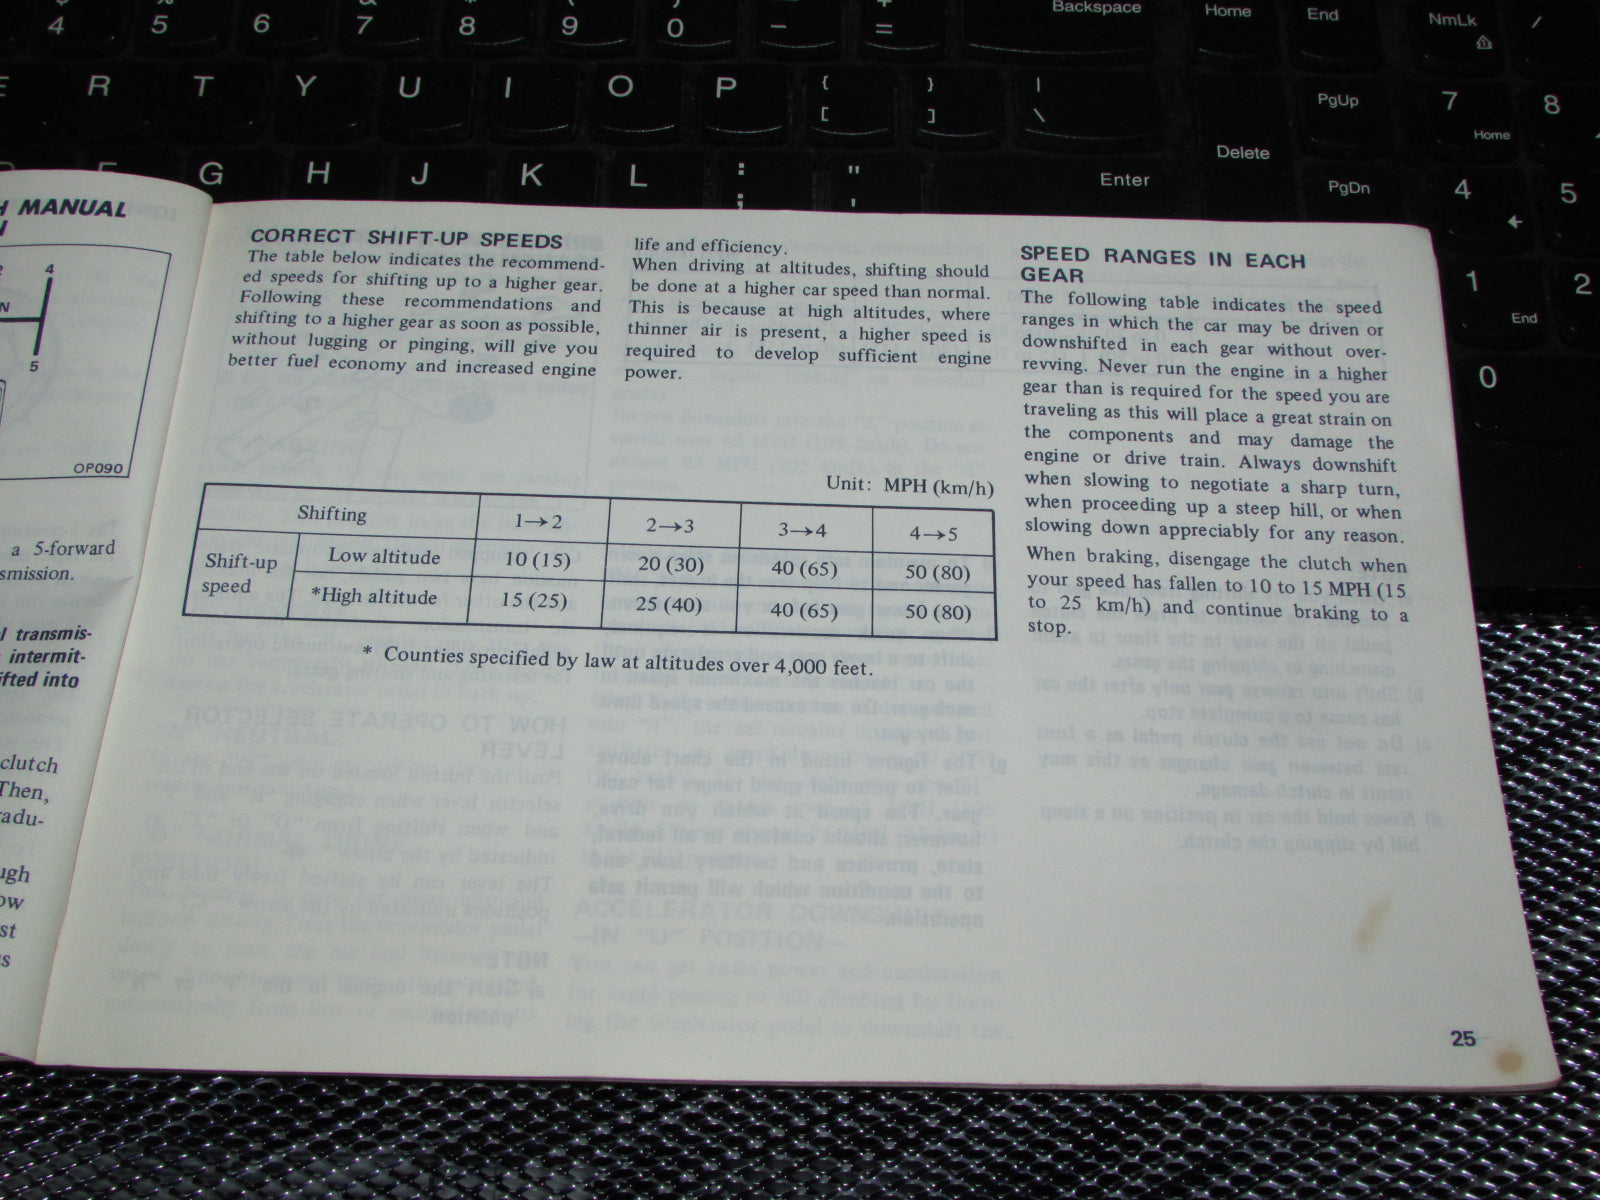 4 5 6 7 8 9 0 - = Backspace Home End NmLk /
+
E R T Y U I O P { [ } ] | \ PgUp 7 Home 8
Delete
G H J K L : ; " ' Enter PgDn 4 5
1 End 2
0
MANUAL
4
N
5
OP090
a 5-forward
smission.
l transmis-
intermit-
ifted into
clutch
Then,
adu-
ugh
ow
st
CORRECT SHIFT-UP SPEEDS
The table below indicates the recommend-
ed speeds for shifting up to a higher gear.
Following these recommendations and
shifting to a higher gear as soon as possible,
without lugging or pinging, will give you
better fuel economy and increased engine
life and efficiency.
When driving at altitudes, shifting should
be done at a higher car speed than normal.
This is because at high altitudes, where
thinner air is present, a higher speed is
required to develop sufficient engine
power.
Unit: MPH (km/h)
Shifting 1→2 2→3 3→4 4→5
Shift-up speed
Low altitude 10 (15) 20 (30) 40 (65) 50 (80)
*High altitude 15 (25) 25 (40) 40 (65) 50 (80)
* Counties specified by law at altitudes over 4,000 feet.
SPEED RANGES IN EACH
GEAR
The following table indicates the speed
ranges in which the car may be driven or
downshifted in each gear without over-
revving. Never run the engine in a higher
gear than is required for the speed you are
traveling as this will place a great strain on
the components and may damage the
engine or drive train. Always downshift
when slowing to negotiate a sharp turn,
when proceeding up a steep hill, or when
slowing down appreciably for any reason.
When braking, disengage the clutch when
your speed has fallen to 10 to 15 MPH (15
to 25 km/h) and continue braking to a
stop.
25